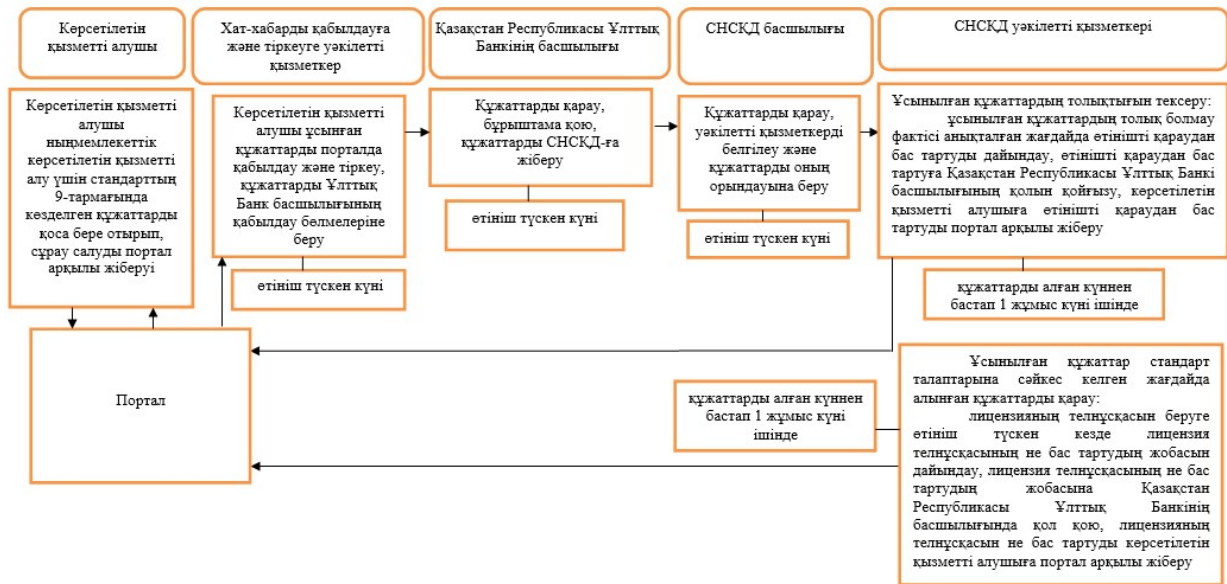 Көрсетілетін
қызметті алушы
Хат-хабарды қабылдауға
және тіркеуге уәкілетті
қызметкер
Қазақстан Республикасы Ұлттық
Банкінің басшылығы
СНСҚД басшылығы
СНСҚД уәкілетті қызметкері
Көрсетілетін қызметті
алушы
ныңмемлекеттік
көрсетілетін қызметті
алу үшін стандарттың
9-тармағында
көзделген құжаттарды
қоса бере отырып,
сұрау салуды портал
арқылы жіберуі
Көрсетілетін қызметті
алушы ұсынған
құжаттарды порталда
қабылдау және тіркеу,
құжаттарды Ұлттық
Банк басшылығының
қабылдау бөлмелеріне
беру
өтініш түскен күні
Құжаттарды қарау,
бұрыштама қою,
құжаттарды СНСҚД-ға
жіберу
өтініш түскен күні
Құжаттарды қарау,
уәкілетті қызметкерді
белгілеу және
құжаттарды оның
орындауына беру
өтініш түскен күні
Ұсынылған құжаттардың толықтығын тексеру:
ұсынылған құжаттардың толық болмау
фактісі анықталған жағдайда өтінішті қараудан
бас тартуды дайындау, өтінішті қараудан бас
тартуға Қазақстан Республикасы Ұлттық Банкі
басшылығының қолын қойғызу, көрсетілетін
қызметті алушыға өтінішті қараудан бас
тартуды портал арқылы жіберу
құжаттарды алған күннен
бастап 1 жұмыс күні ішінде
Портал
құжаттарды алған күннен
бастап 1 жұмыс күні
ішінде
Ұсынылған құжаттар стандарт
талаптарына сәйкес келген жағдайда
алынған құжаттарды қарау:
лицензияның телнұсқасын беруге
өтініш түскен кезде лицензия
телнұсқасының не бас тартудың жобасын
дайындау, лицензия телнұсқасының не бас
тартудың жобасына Қазақстан
Республикасы Ұлттық Банкінің
басшылығында қол қою, лицензияның
телнұсқасын не бас тартуды көрсетілетін
қызметті алушыға портал арқылы жіберу